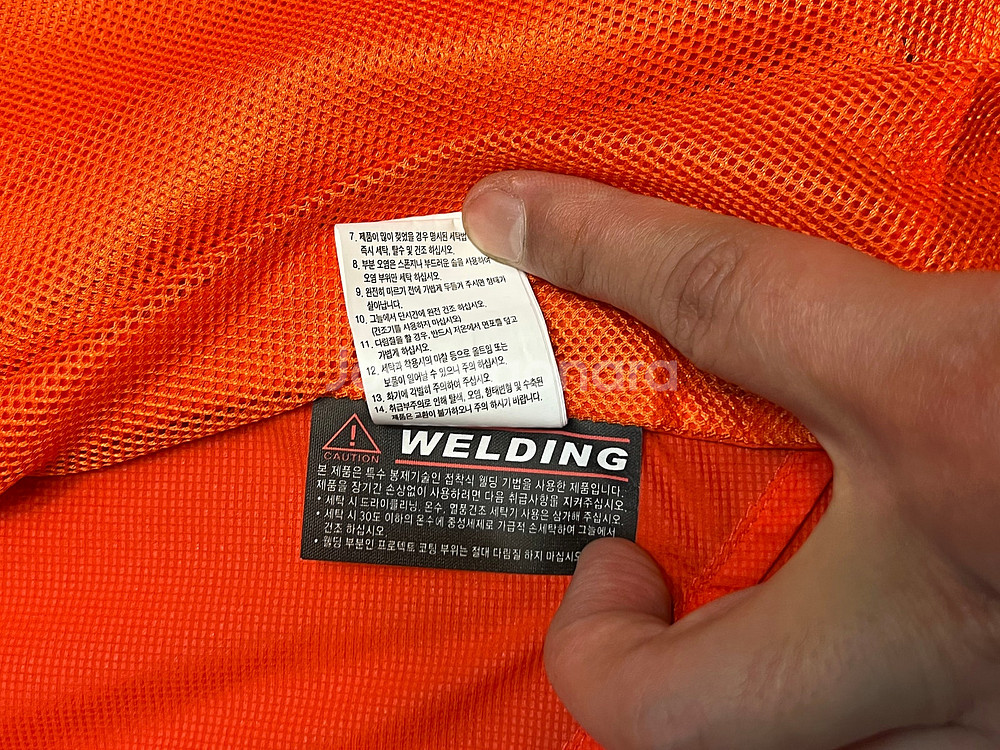 7. 제품이 많이 젖었을 경우 명시된 세탁법
즉시 세탁, 탈수 및 건조 하십시오.
8. 부분 오염은 스폰지나 부드러운 솔을 사용하여
오염 부위만 세탁 하십시오.
9. 완전히 마르기 전에 가볍게 두들겨 주시면 형태가
살아납니다.
10. 그늘에서 단시간에 완전 건조 하십시오.
(건조기를 사용하지 마십시오)
11. 다림질을 할 경우, 반드시 저온에서 면포를 덮고
가볍게 하십시오.
12. 세탁과 착용시의 마찰 등으로 올트임 또는
보풀이 일어날 수 있으니 주의 하십시오.
13. 화기에 각별히 주의하여 주십시오.
14. 취급부주의로 인해 탈색, 오염, 형태변형 및 수축된
제품은 교환이 불가하오니 주의 하시기 바랍니다.
CAUTION
WELDING
본 제품은 특수 봉제기술인 접착식 웰딩 기법을 사용한 제품입니다.
제품을 장기간 손상없이 사용하려면 다음 취급사항을 지켜주십시오.
• 세탁 시 드라이클리닝, 온수, 열풍건조 세탁기 사용은 삼가해 주십시오.
• 세탁 시 30도 이하의 온수에 중성세제로 가급적 손세탁하여 그늘에서
건조 하십시오.
• 웰딩 부분인 프로텍트 코팅 부위는 절대 다림질 하지 마십시오